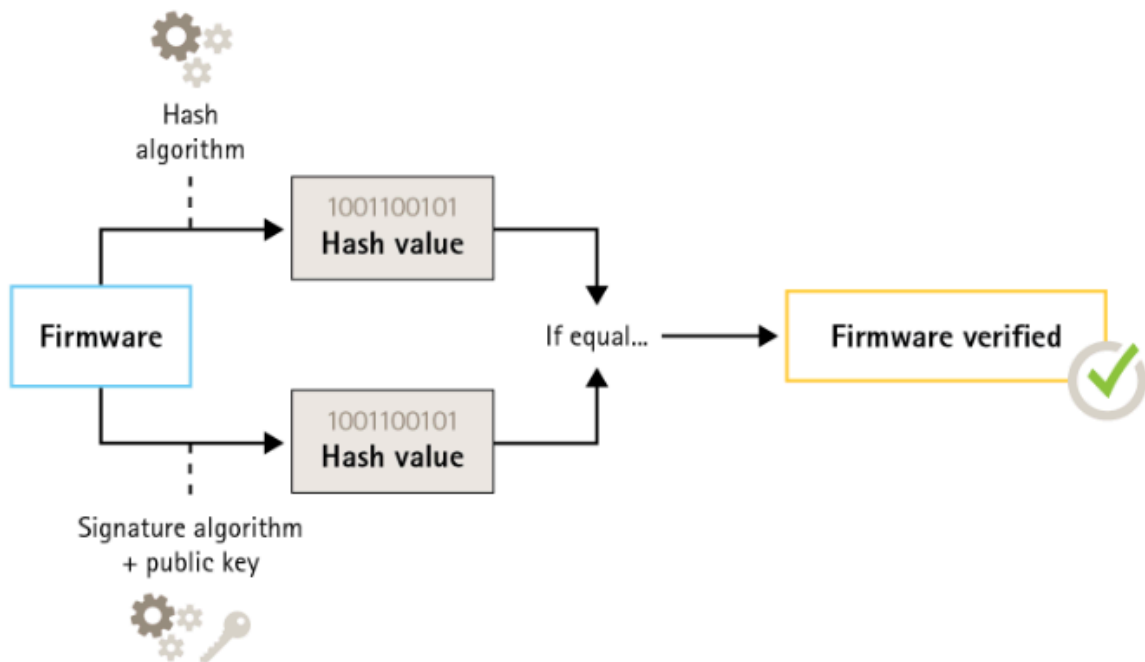 Hash
algorithm
1001100101
Hash value
Firmware
If equal...
Firmware verified
1001100101
Hash value
Signature algorithm
+ public key